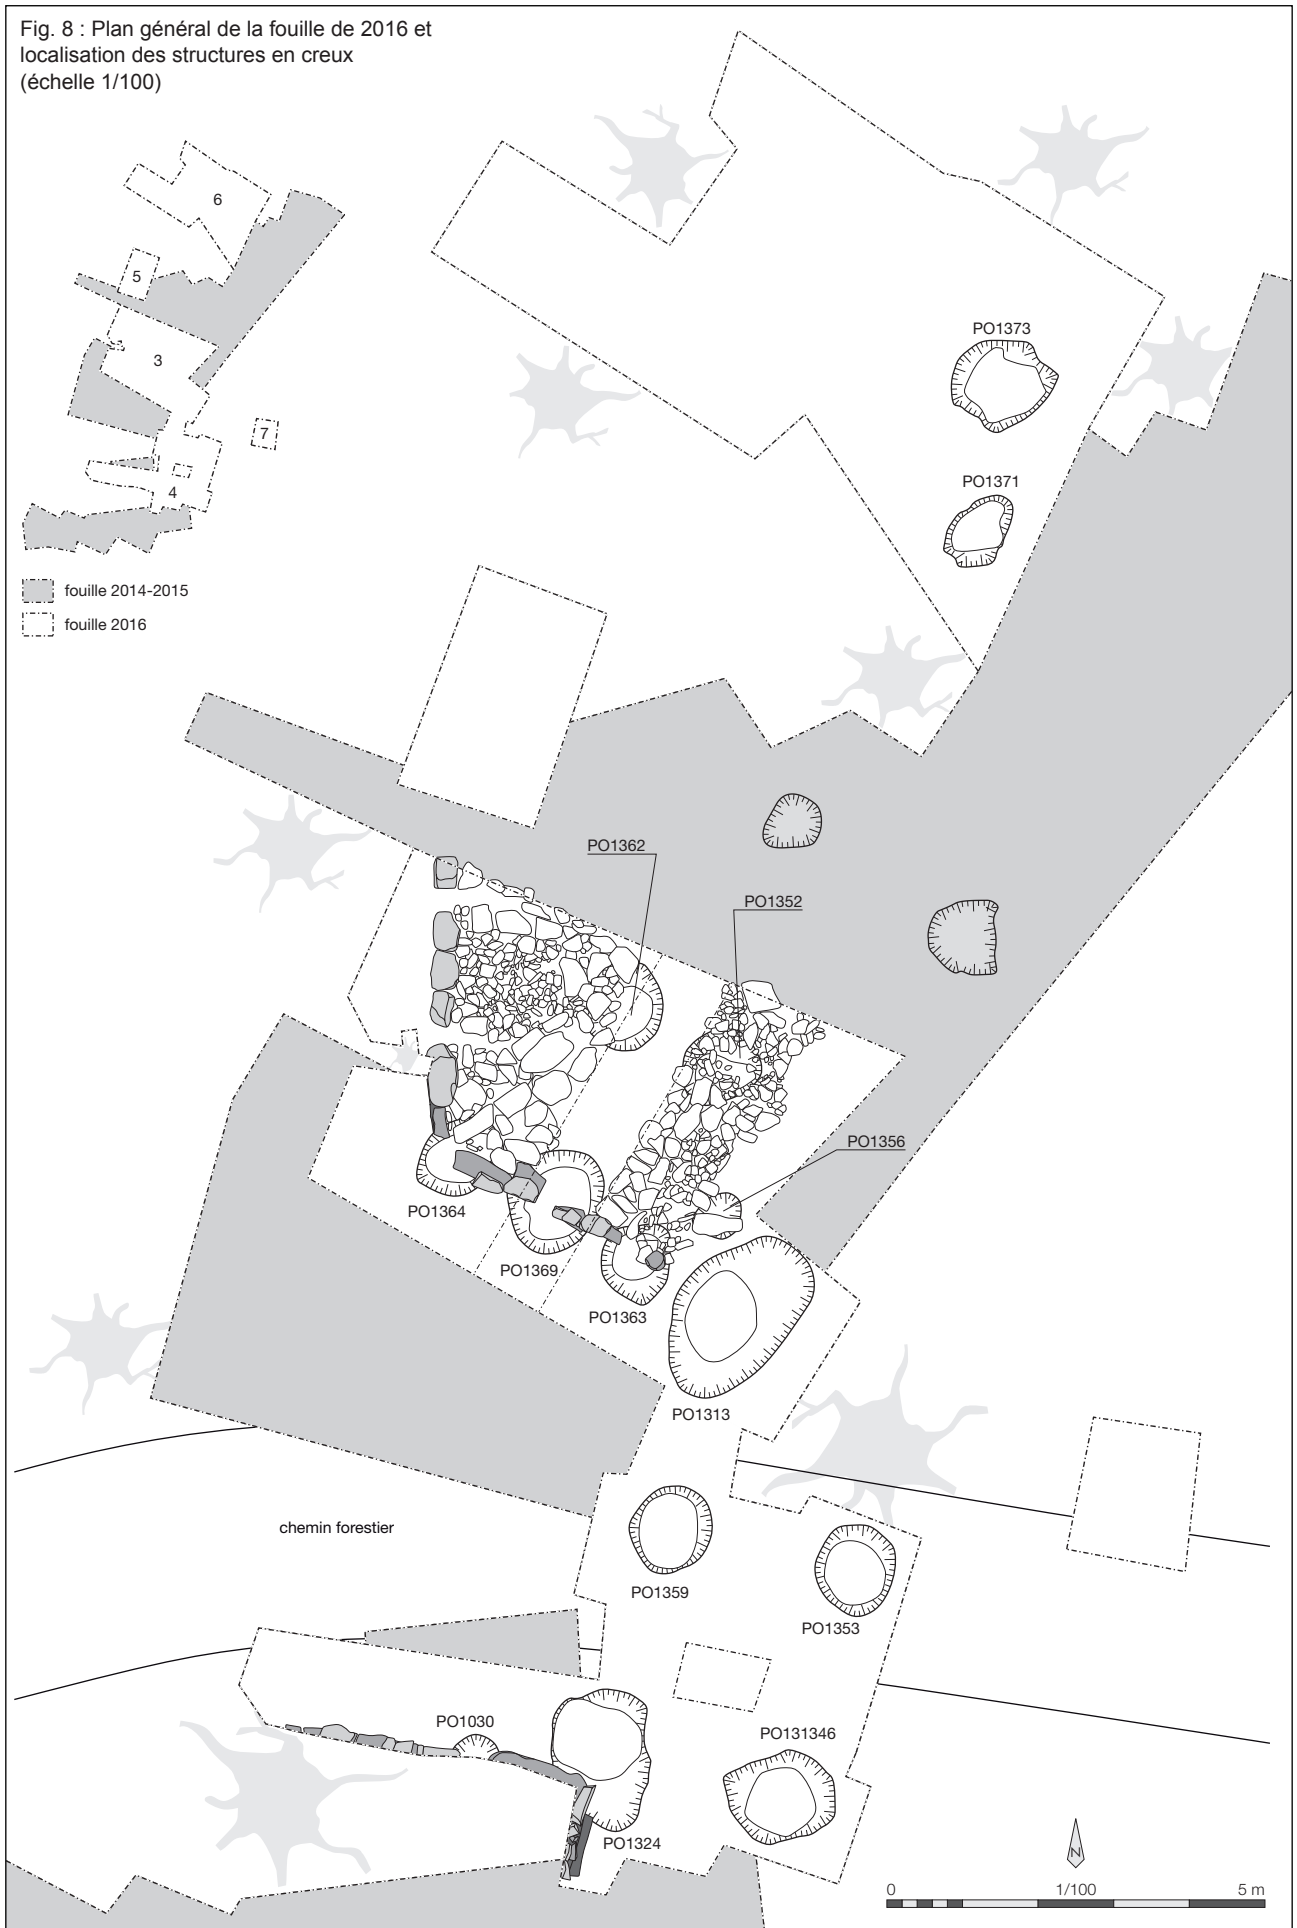 Fig. 8 : Plan général de la fouille de 2016 et
localisation des structures en creux
(échelle 1/100)
6
5
3
7
4
fouille 2014-2015
fouille 2016
PO1373
PO1371
PO1362
PO1352
PO1356
PO1364
PO1369
PO1363
PO1313
chemin forestier
PO1359
PO1353
PO1030
PO131346
PO1324
N
0 1/100 5 m